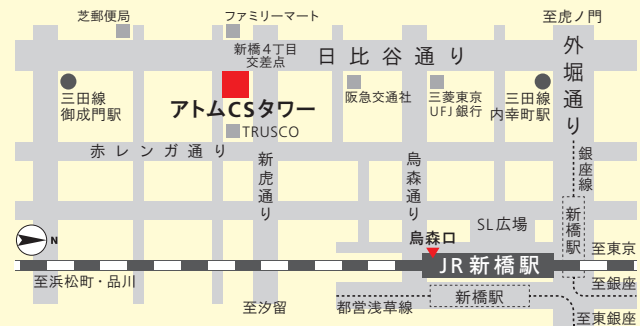 芝郵便局
ファミリーマート
至虎ノ門
新橋4丁目
交差点
日比谷通り
外堀通り
三田線
御成門駅
アトムCSタワー
阪急交通社
三菱東京
UFJ銀行
三田線
内幸町駅
TRUSCO
赤レンガ通り
新虎通り
烏森通り
銀座線
新橋駅
SL広場
烏森口
N
至東京
JR新橋駅
至浜松町・品川
至銀座
新橋駅
至汐留
都営浅草線
至東銀座